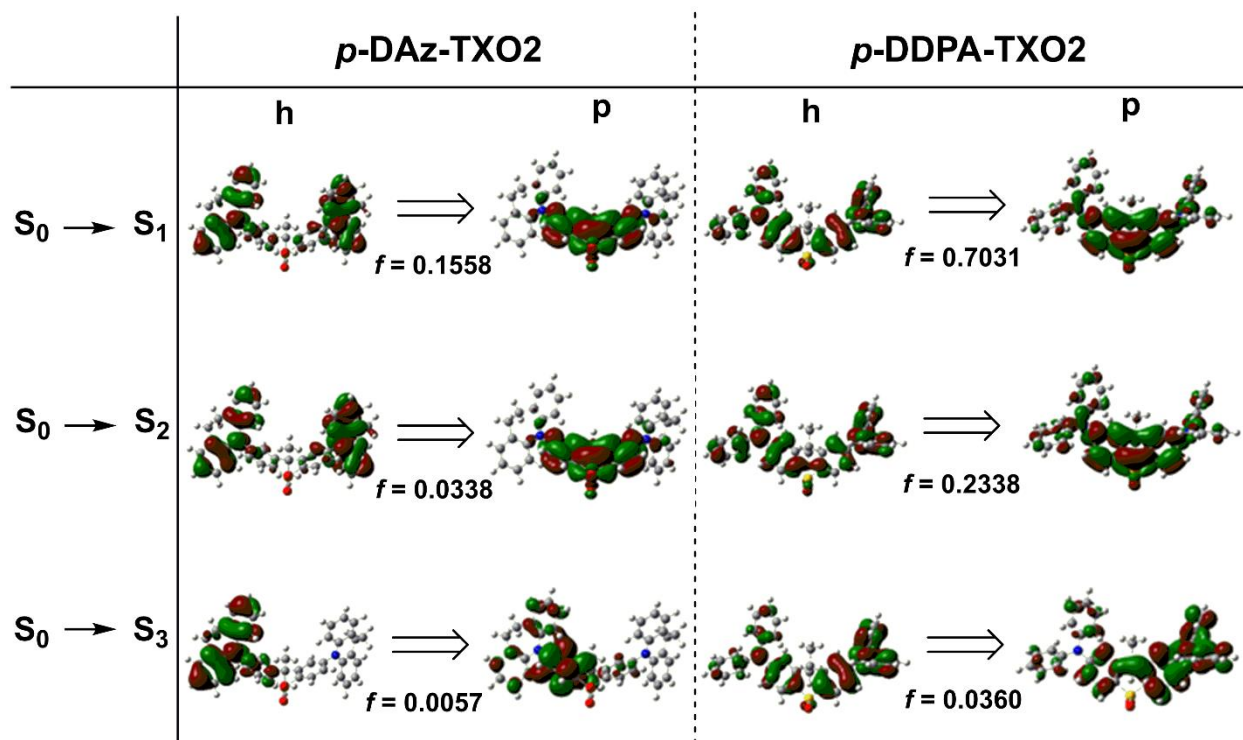 p-DAz-TXO2 p-DDPA-TXO2
h p h p
S₀ → S₁ f = 0.1558 f = 0.7031
S₀ → S₂ f = 0.0338 f = 0.2338
S₀ → S₃ f = 0.0057 f = 0.0360